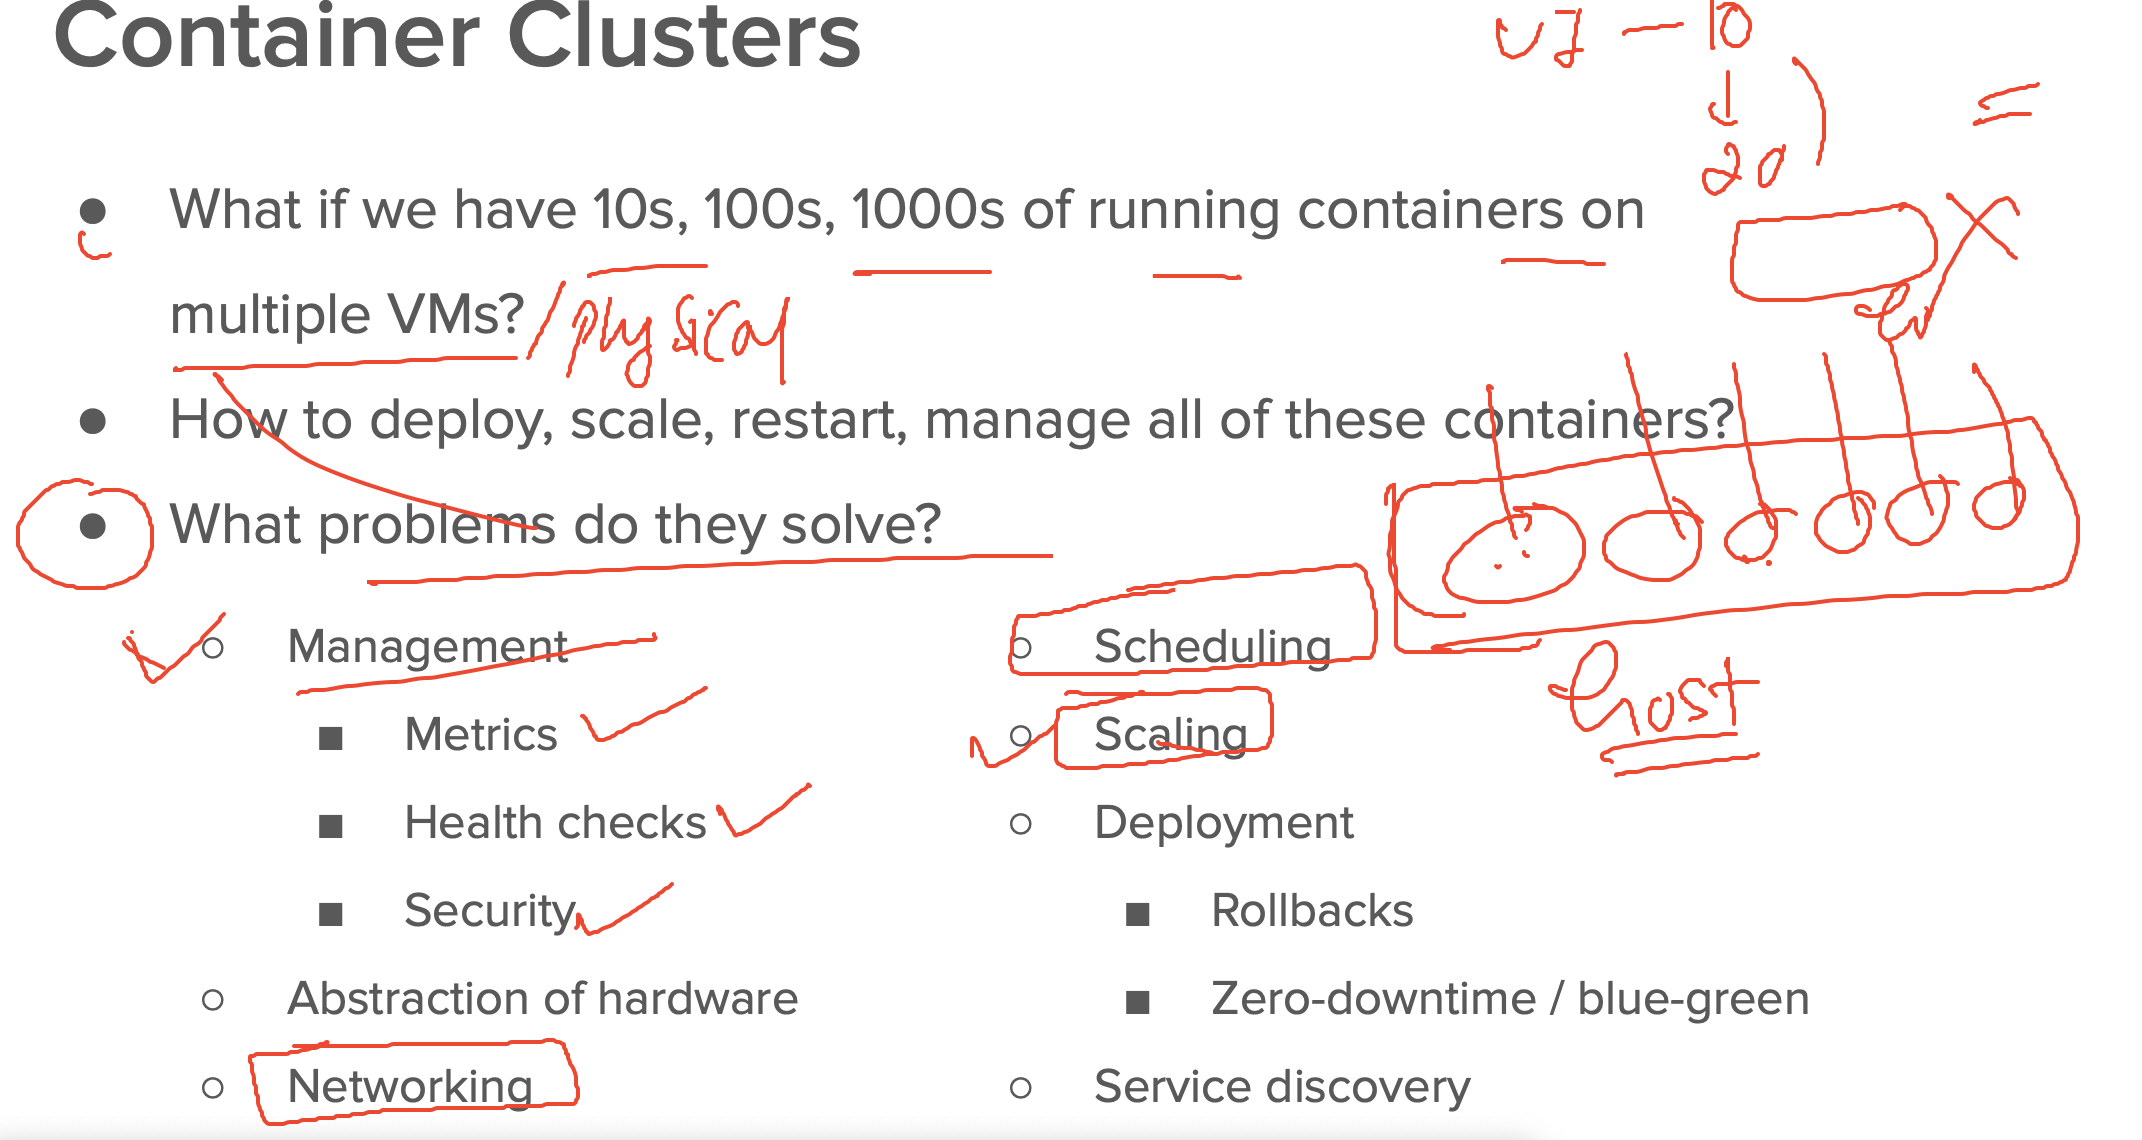 Container Clusters
10
20
● What if we have 10s, 100s, 1000s of running containers on
multiple VMs? / physical
● How to deploy, scale, restart, manage all of these containers?
● What problems do they solve?
○ Management
■ Metrics
■ Health checks
■ Security
○ Abstraction of hardware
○ Networking
○ Scheduling
○ Scaling
○ Deployment
■ Rollbacks
■ Zero-downtime / blue-green
○ Service discovery
Host